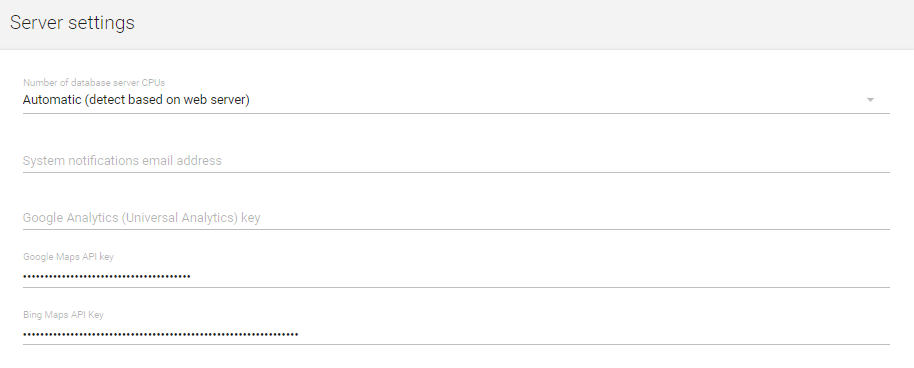 Server settings
Number of database server CPUs
Automatic (detect based on web server)
System notifications email address
Google Analytics (Universal Analytics) key
Google Maps API key
•••••••••••••••••••••••••••••••••••••••
Bing Maps API Key
••••••••••••••••••••••••••••••••••••••••••••••••••••••••••••••••